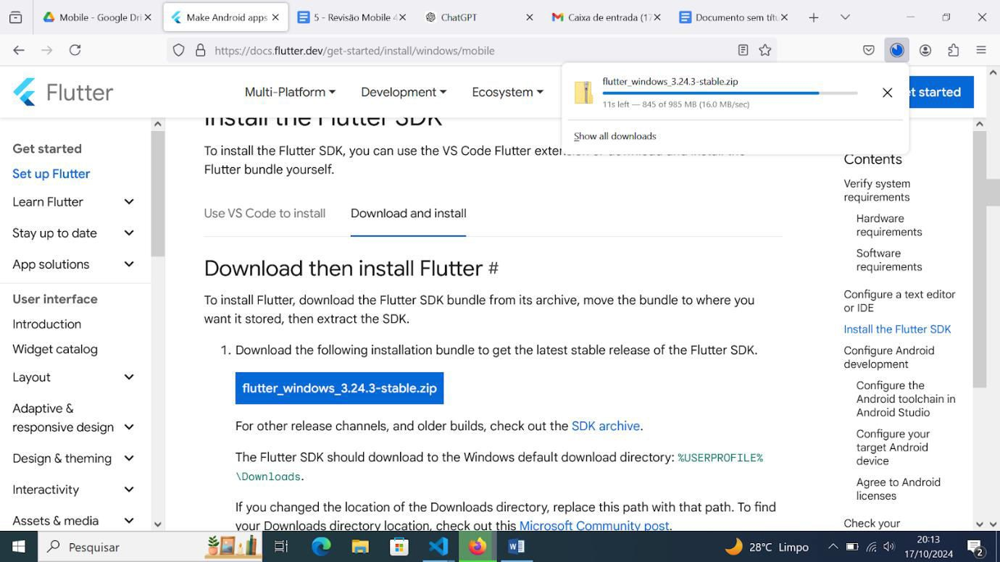 Mobile - Google Dri
Make Android apps
5 - Revisão Mobile 4
ChatGPT
Caixa de entrada (17
Documento sem títu
https://docs.flutter.dev/get-started/install/windows/mobile
Flutter
Multi-Platform
Development
Ecosystem
et started
flutter_windows_3.24.3-stable.zip
11s left — 845 of 985 MB (16.0 MB/sec)
Show all downloads
Get started
Set up Flutter
Learn Flutter
Stay up to date
App solutions
User interface
Introduction
Widget catalog
Layout
Adaptive &
responsive design
Design & theming
Interactivity
Assets & media
Install the Flutter SDK
To install the Flutter SDK, you can use the VS Code Flutter extension or download and install the
Flutter bundle yourself.
Use VS Code to install
Download and install
Download then install Flutter #
To install Flutter, download the Flutter SDK bundle from its archive, move the bundle to where you
want it stored, then extract the SDK.
1. Download the following installation bundle to get the latest stable release of the Flutter SDK.
flutter_windows_3.24.3-stable.zip
For other release channels, and older builds, check out the SDK archive.
The Flutter SDK should download to the Windows default download directory: %USERPROFILE%
\Downloads.
If you changed the location of the Downloads directory, replace this path with that path. To find
your Downloads directory location, check out this Microsoft Community post.
Contents
Verify system
requirements
Hardware
requirements
Software
requirements
Configure a text editor
or IDE
Install the Flutter SDK
Configure Android
development
Configure the
Android toolchain in
Android Studio
Configure your
target Android
device
Agree to Android
licenses
Check your
Pesquisar
28°C Limpo
20:13
17/10/2024
2